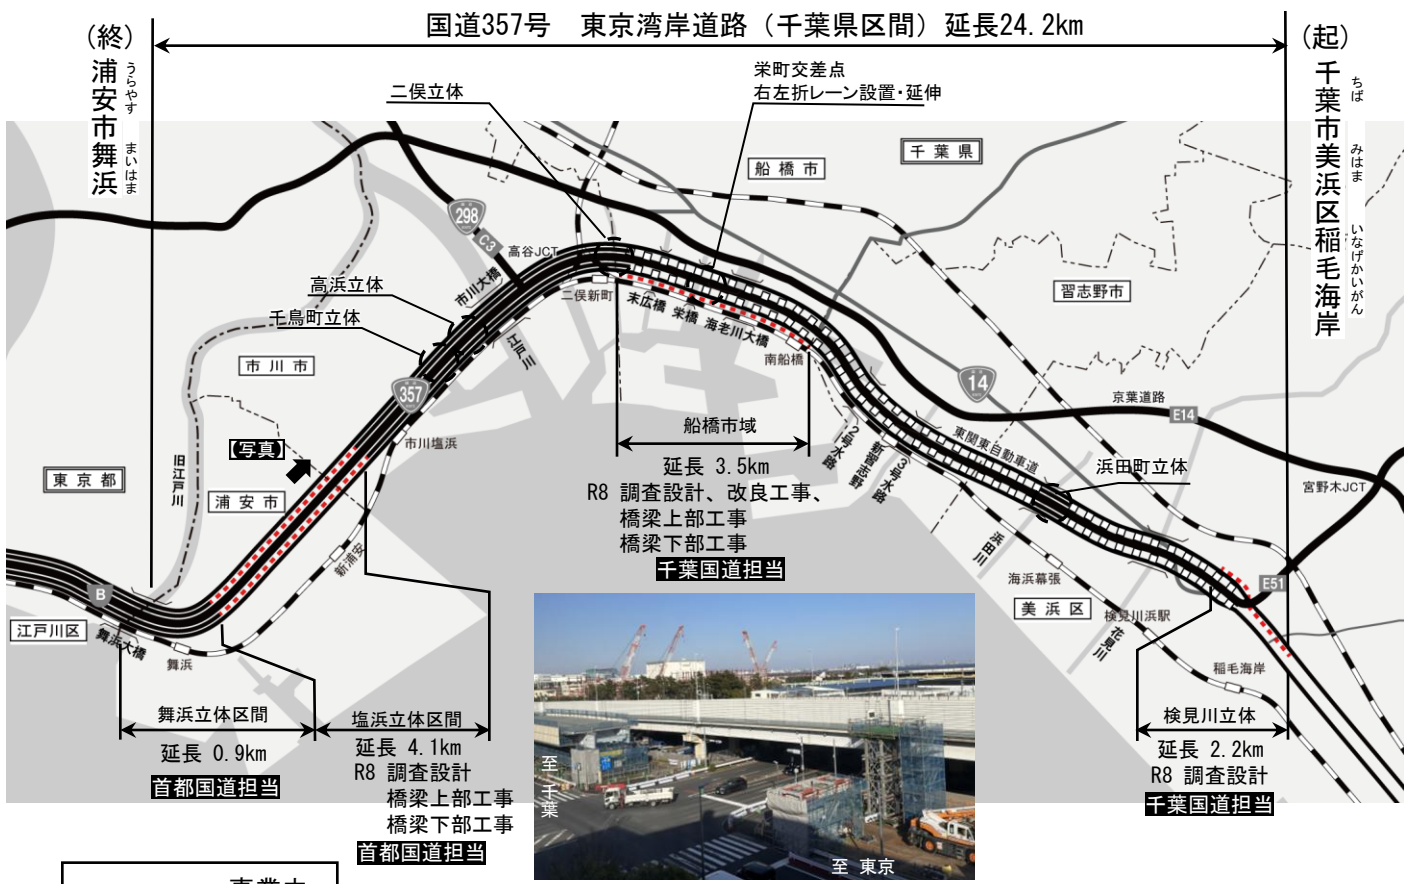 国道357号　東京湾岸道路（千葉県区間）延長24.2km
（終）
浦安市舞浜
うらやす
まいはま
（起）
千葉市美浜区稲毛海岸
ちば
みはま
いなげかいがん
二俣立体
栄町交差点
右左折レーン設置・延伸
千葉県
船橋市
298
C3
高谷JCT
市川大橋
高浜立体
千鳥町立体
二俣新町
末広橋
栄橋
海老川大橋
南船橋
習志野市
市川市
江戸川
357
14
京葉道路
E14
船橋市域
延長 3.5km
R8 調査設計、改良工事、
橋梁上部工事
橋梁下部工事
千葉国道担当
2号水路
新習志野
3号水路
東関東自動車道
浜田町立体
宮野木JCT
市川塩浜
(写真)
旧江戸川
東京都
浦安市
新浦安
浜田川
海浜幕張
美浜区
検見川浜駅
花見川
E51
稲毛海岸
B
江戸川区
舞浜大橋
舞浜
舞浜立体区間
延長 0.9km
首都国道担当
塩浜立体区間
延長 4.1km
R8 調査設計
橋梁上部工事
橋梁下部工事
首都国道担当
検見川立体
延長 2.2km
R8 調査設計
千葉国道担当
至 千葉
至 東京